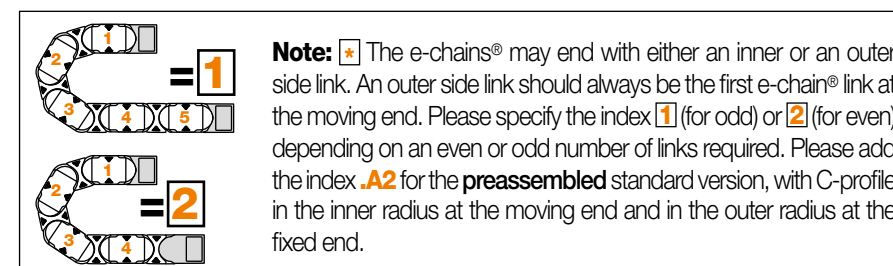 1
2
3
4
5
=1
1
2
3
4
=2
Note: * The e-chains® may end with either an inner or an outer
side link. An outer side link should always be the first e-chain® link at
the moving end. Please specify the index 1 (for odd) or 2 (for even)
depending on an even or odd number of links required. Please add
the index .A2 for the preassembled standard version, with C-profile
in the inner radius at the moving end and in the outer radius at the
fixed end.